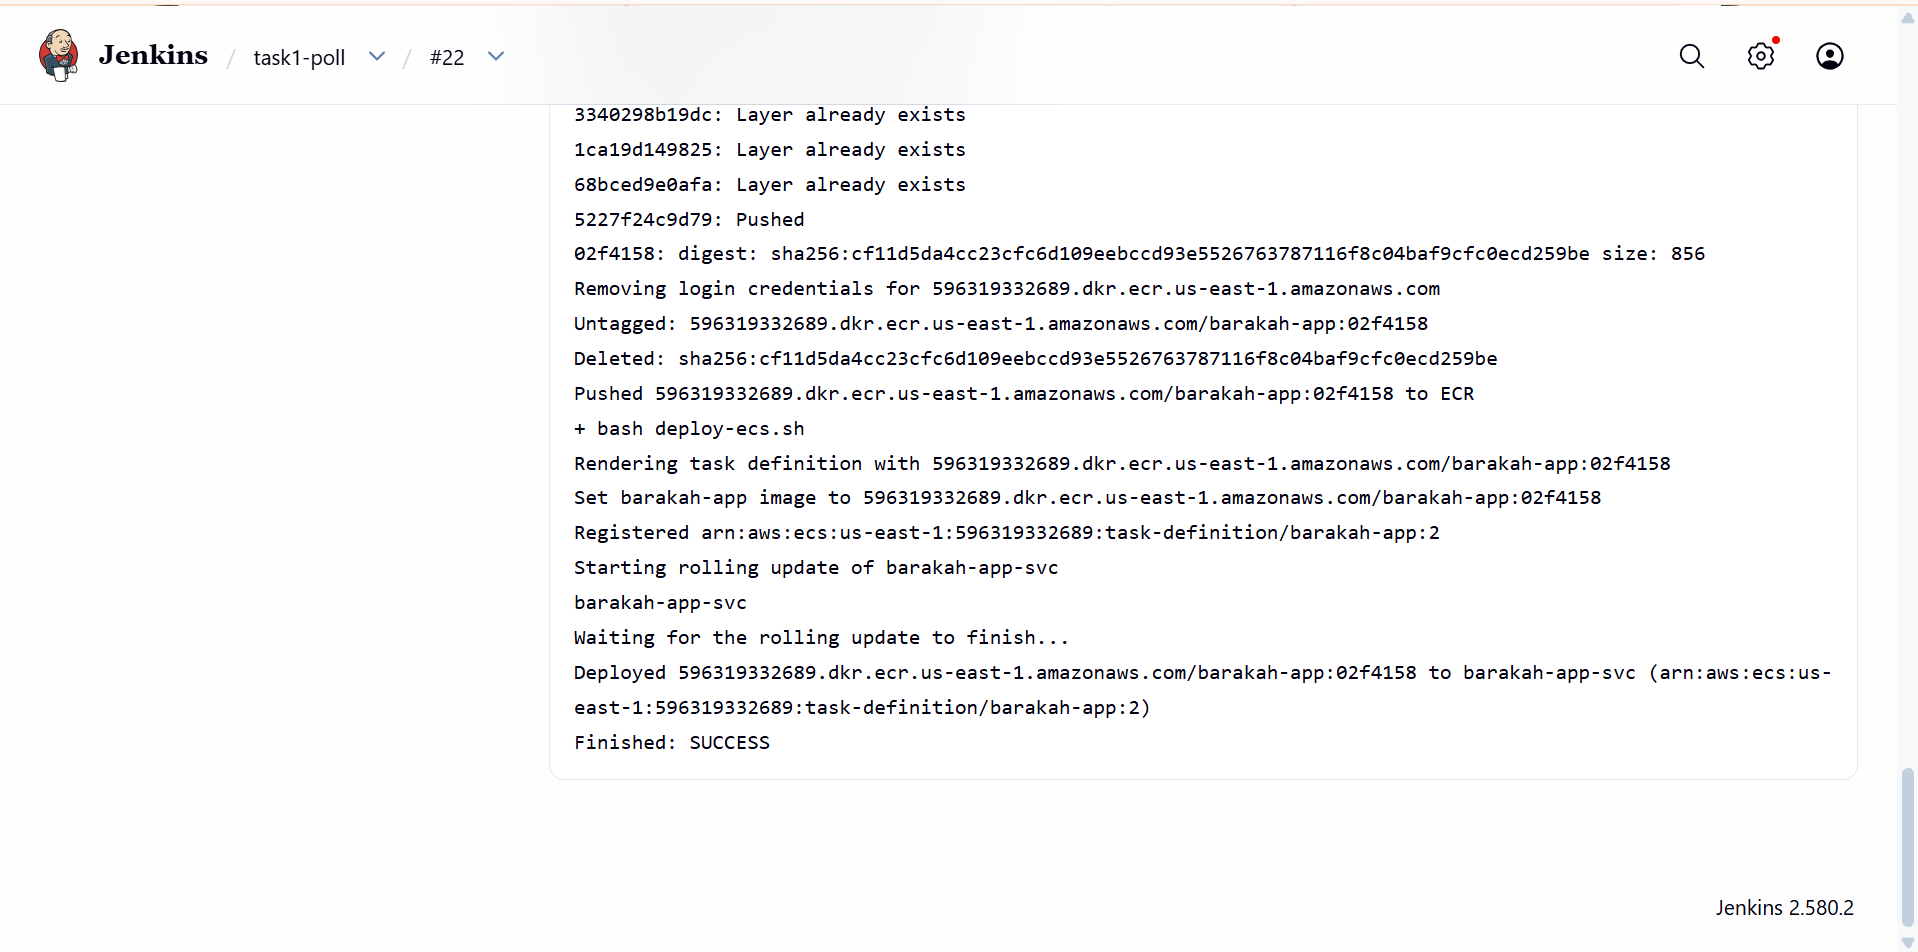 Jenkins / task1-poll / #22
3340298b19dc: Layer already exists
1ca19d149825: Layer already exists
68bced9e0afa: Layer already exists
5227f24c9d79: Pushed
02f4158: digest: sha256:cf11d5da4cc23cfc6d109eebccd93e5526763787116f8c04baf9cfc0ecd259be size: 856
Removing login credentials for 596319332689.dkr.ecr.us-east-1.amazonaws.com
Untagged: 596319332689.dkr.ecr.us-east-1.amazonaws.com/barakah-app:02f4158
Deleted: sha256:cf11d5da4cc23cfc6d109eebccd93e5526763787116f8c04baf9cfc0ecd259be
Pushed 596319332689.dkr.ecr.us-east-1.amazonaws.com/barakah-app:02f4158 to ECR
+ bash deploy-ecs.sh
Rendering task definition with 596319332689.dkr.ecr.us-east-1.amazonaws.com/barakah-app:02f4158
Set barakah-app image to 596319332689.dkr.ecr.us-east-1.amazonaws.com/barakah-app:02f4158
Registered arn:aws:ecs:us-east-1:596319332689:task-definition/barakah-app:2
Starting rolling update of barakah-app-svc
barakah-app-svc
Waiting for the rolling update to finish...
Deployed 596319332689.dkr.ecr.us-east-1.amazonaws.com/barakah-app:02f4158 to barakah-app-svc (arn:aws:ecs:us-
east-1:596319332689:task-definition/barakah-app:2)
Finished: SUCCESS
Jenkins 2.580.2